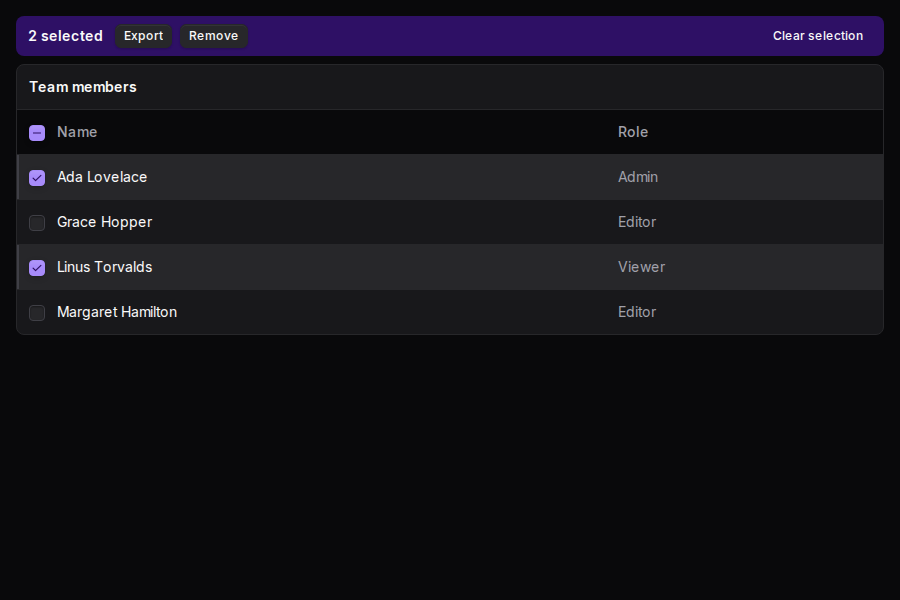 2 selected Export Remove Clear selection
Team members
Name Role
Ada Lovelace Admin
Grace Hopper Editor
Linus Torvalds Viewer
Margaret Hamilton Editor